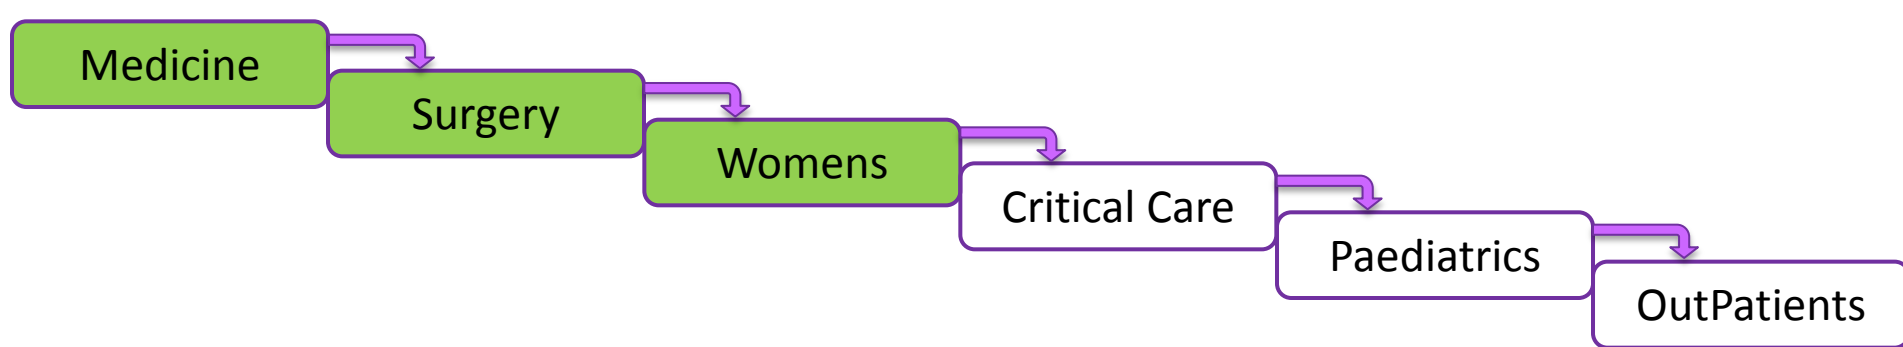 Medicine
Surgery
Womens
Critical Care
Paediatrics
OutPatients